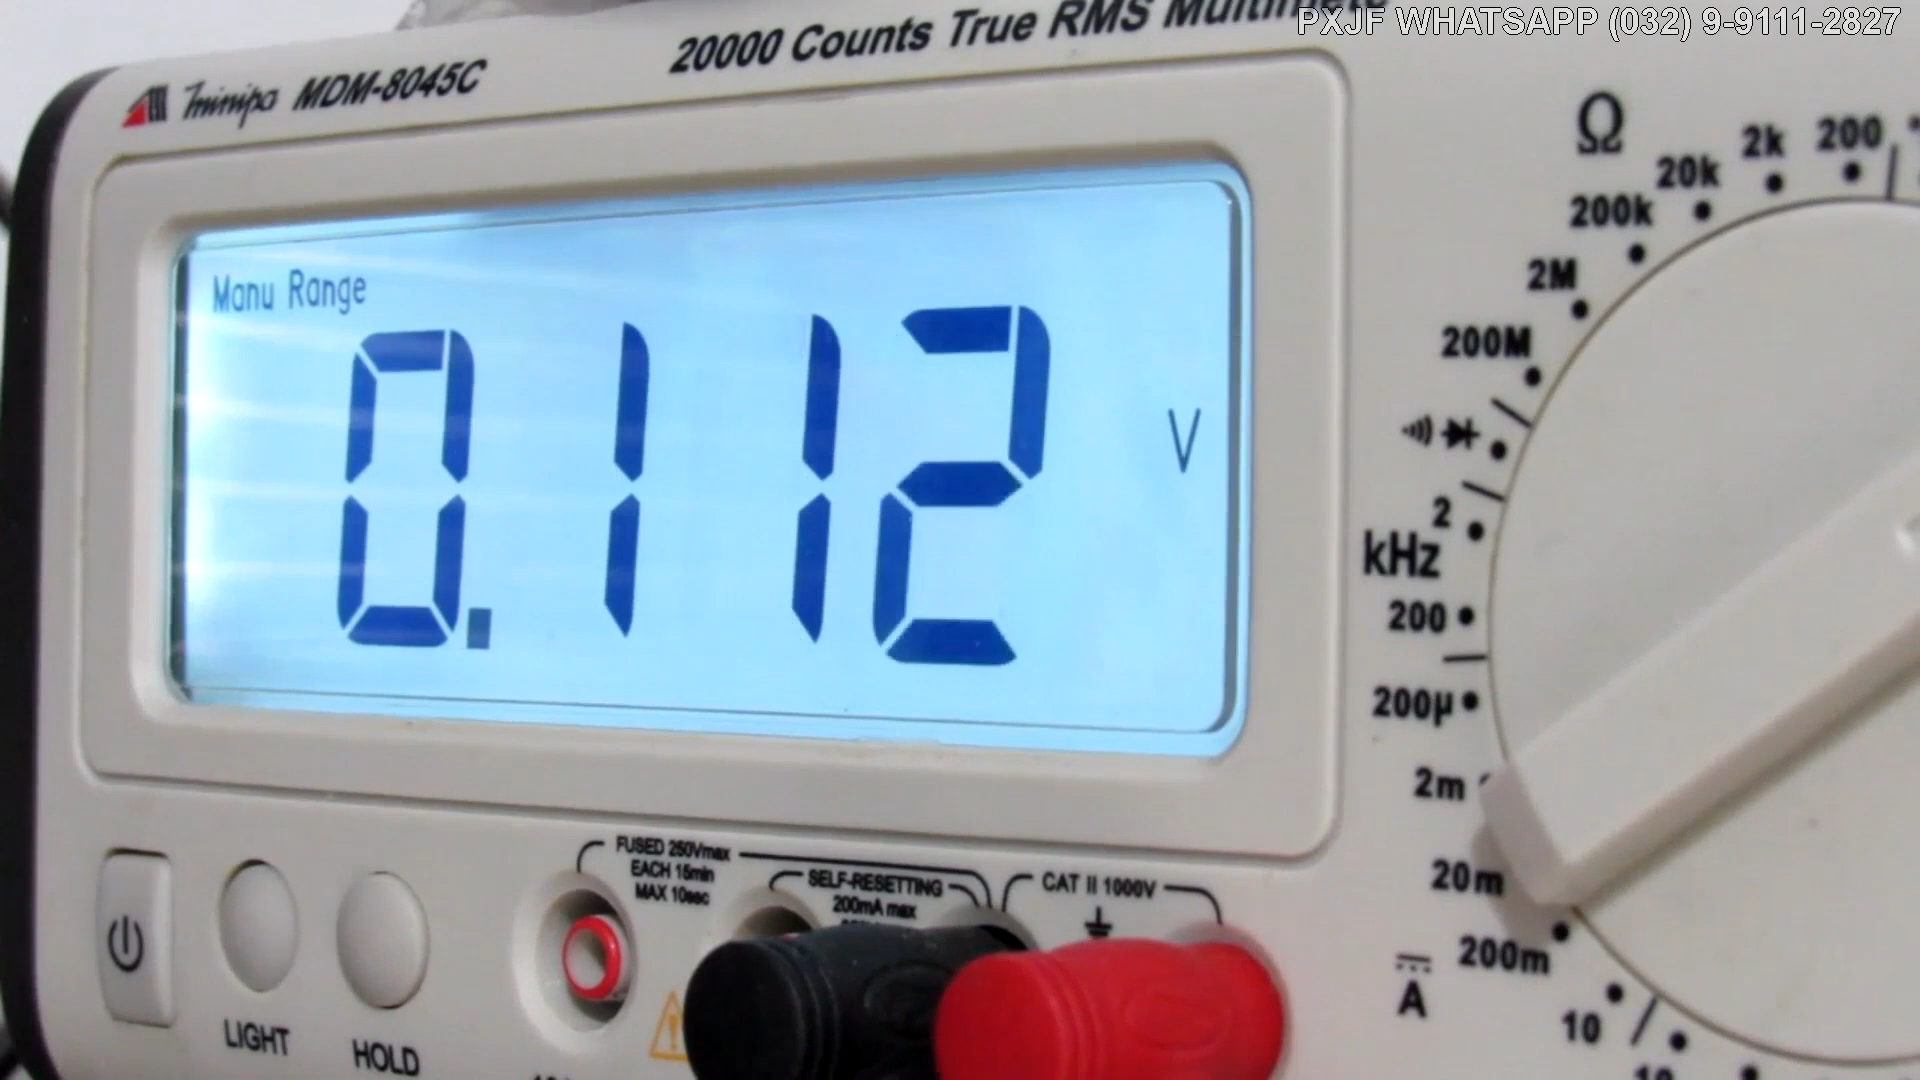 PXJF WHATSAPP (032) 9-9111-2827
20000 Counts True RMS Multimete
minipa MDM-8045C
Manu Range
0.112 V
Ω
200
2k
20k
200k
2M
200M
2
kHz
200
200µ
2m
20m
200m
A
10
FUSED 250Vmax
EACH 15min
MAX 10sec
SELF-RESETTING
200mA max
CAT II 1000V
LIGHT
HOLD